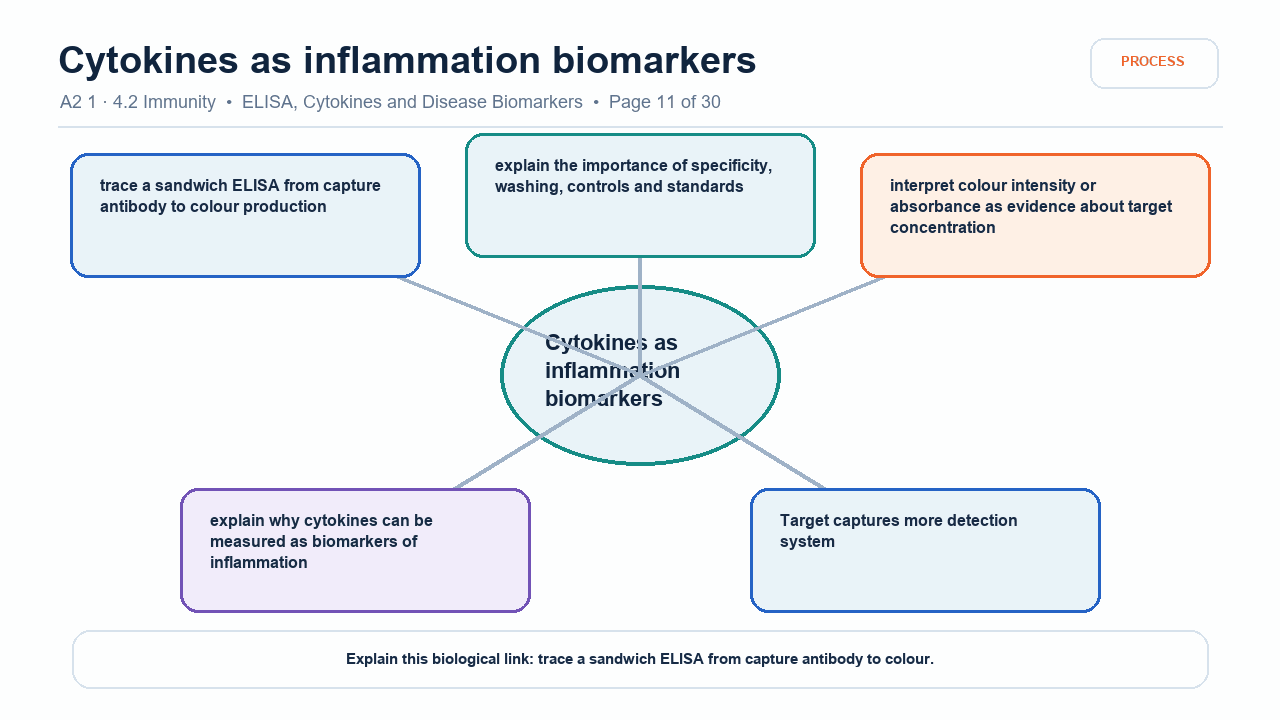 Cytokines as inflammation biomarkers
PROCESS
A2 1 · 4.2 Immunity • ELISA, Cytokines and Disease Biomarkers • Page 11 of 30
trace a sandwich ELISA from capture
antibody to colour production
explain the importance of specificity,
washing, controls and standards
interpret colour intensity or
absorbance as evidence about target
concentration
Cytokines as
inflammation
biomarkers
explain why cytokines can be
measured as biomarkers of
inflammation
Target captures more detection
system
Explain this biological link: trace a sandwich ELISA from capture antibody to colour.